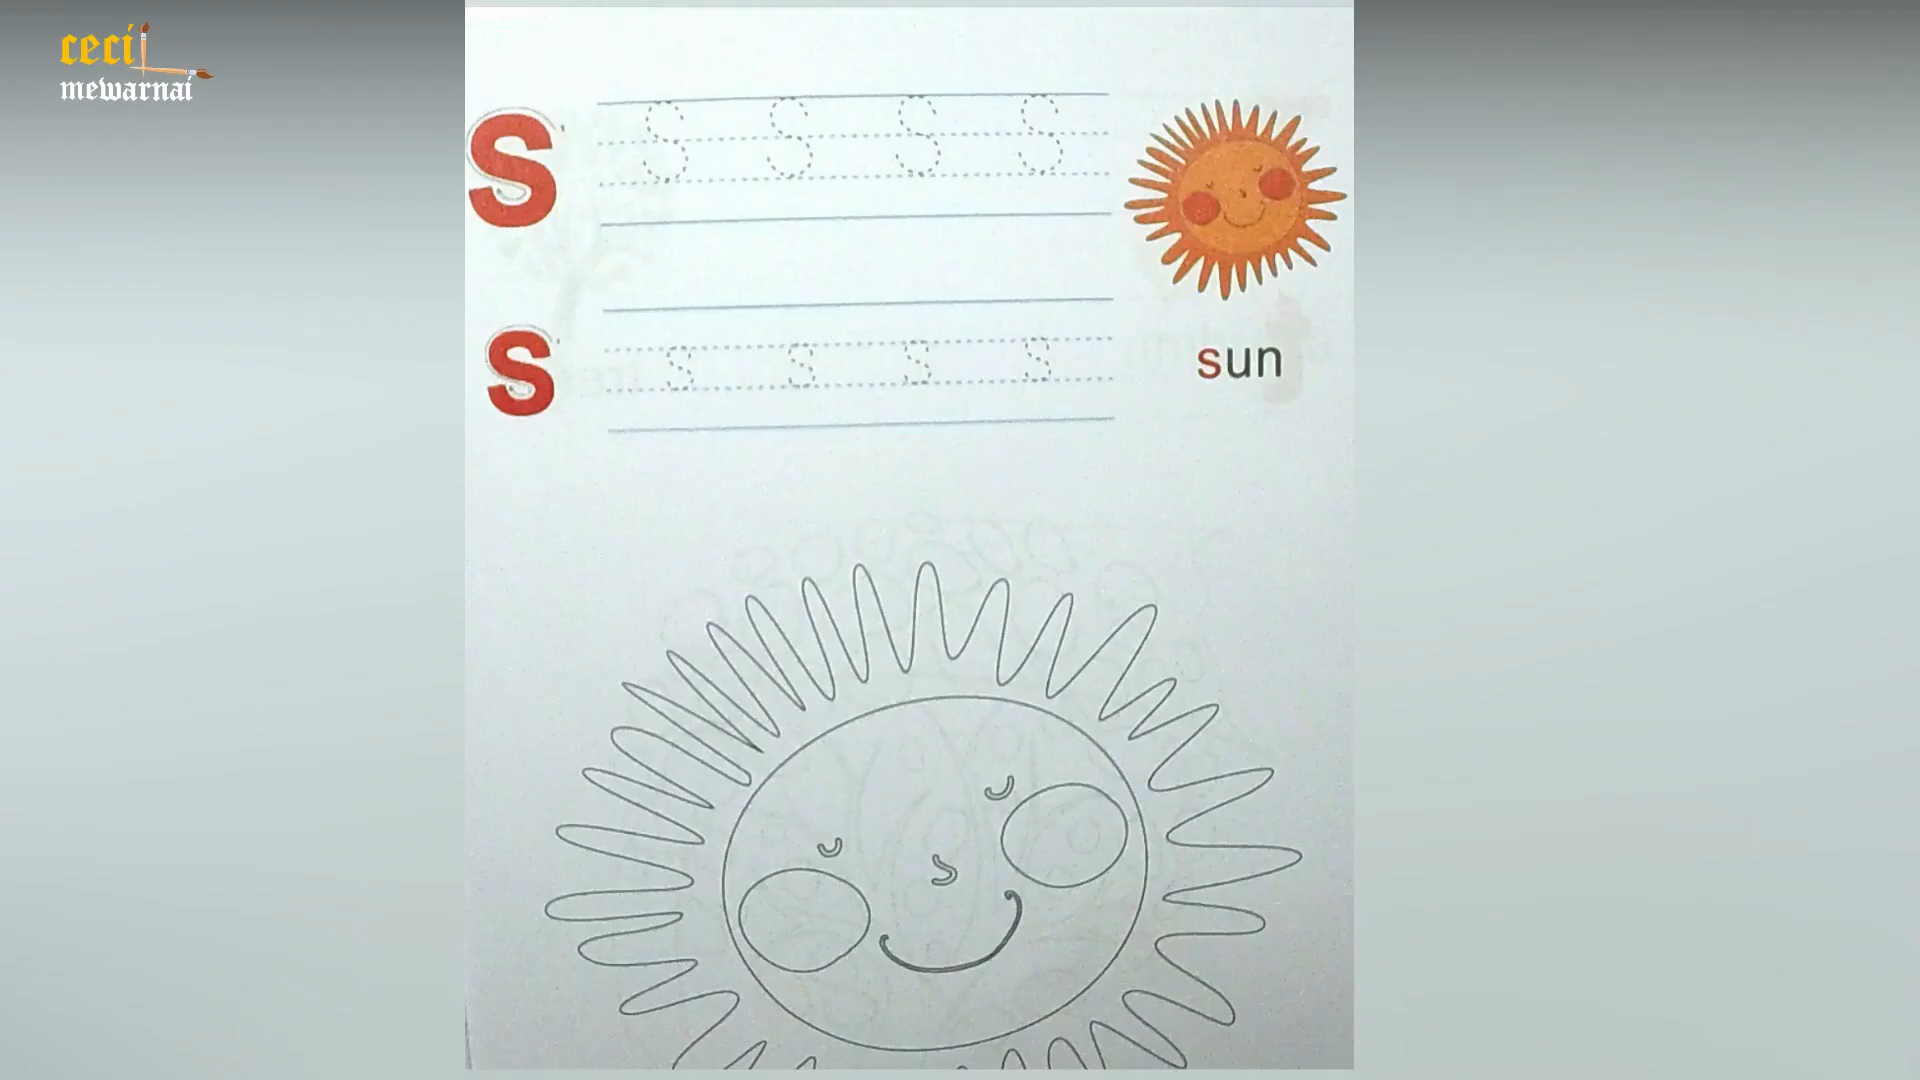 ceci
mewarnai
S S S S S
s s s s s
sun